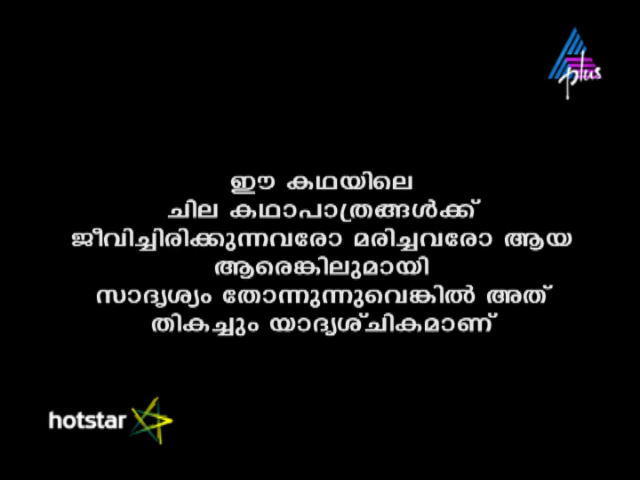 plus
ഈ കഥയിലെ
ചില കഥാപാത്രങ്ങൾക്ക്
ജീവിച്ചിരിക്കുന്നവരോ മരിച്ചവരോ ആയ
ആരെങ്കിലുമായി
സാദൃശ്യം തോന്നുന്നുവെങ്കിൽ അത്
തികച്ചും യാദൃശ്ചികമാണ്
hotstar